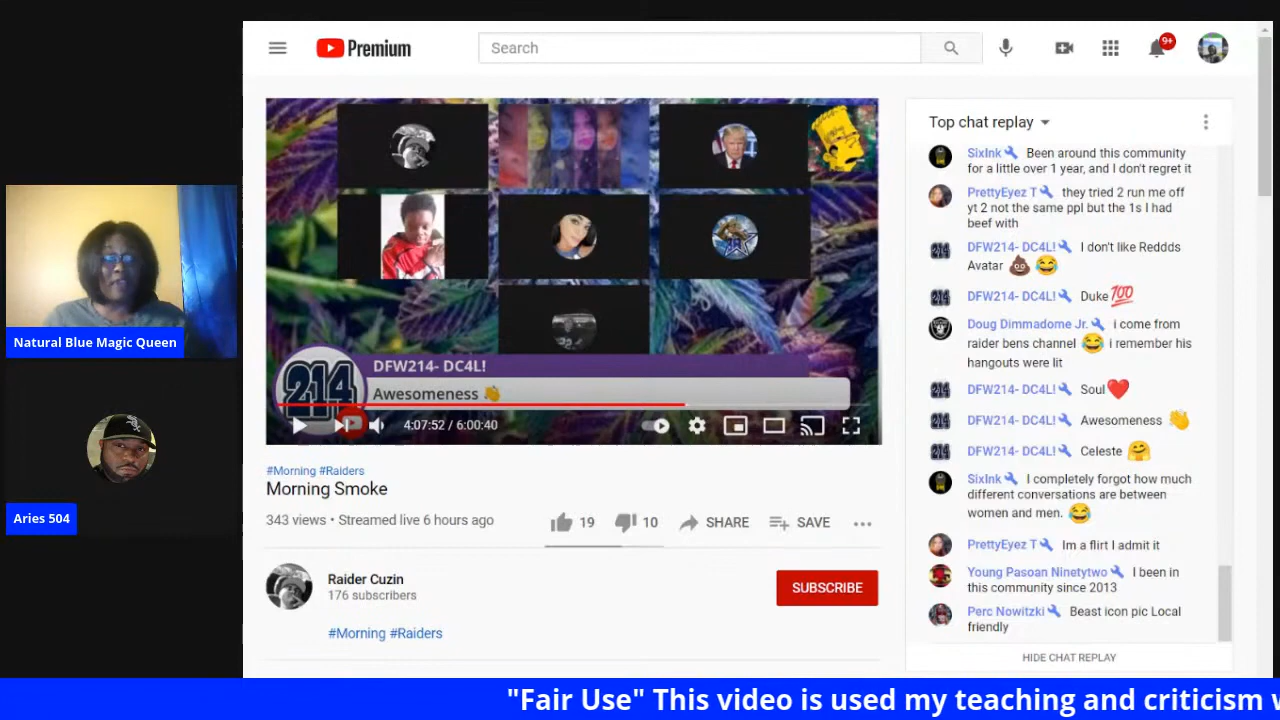 Premium
Search
9+
Natural Blue Magic Queen
Aries 504
214
DFW214- DC4L!
Awesomeness 👏
4:07:52 / 6:00:40
#Morning #Raiders
Morning Smoke
343 views • Streamed live 6 hours ago
19
10
SHARE
SAVE
Raider Cuzin
176 subscribers
SUBSCRIBE
#Morning #Raiders
Top chat replay
SixInk Been around this community
for a little over 1 year, and I don't regret it
PrettyEyez T they tried 2 run me off
yt 2 not the same ppl but the 1s I had
beef with
DFW214- DC4L! I don't like Reddds
Avatar 💩 😂
DFW214- DC4L! Duke 💯
Doug Dimmadome Jr. i come from
raider bens channel 😂 i remember his
hangouts were lit
DFW214- DC4L! Soul ❤️
DFW214- DC4L! Awesomeness 👏
DFW214- DC4L! Celeste 🤗
SixInk I completely forgot how much
different conversations are between
women and men. 😂
PrettyEyez T Im a flirt I admit it
Young Pasoan Ninetytwo I been in
this community since 2013
Perc Nowitzki Beast icon pic Local
friendly
HIDE CHAT REPLAY
"Fair Use" This video is used my teaching and criticism